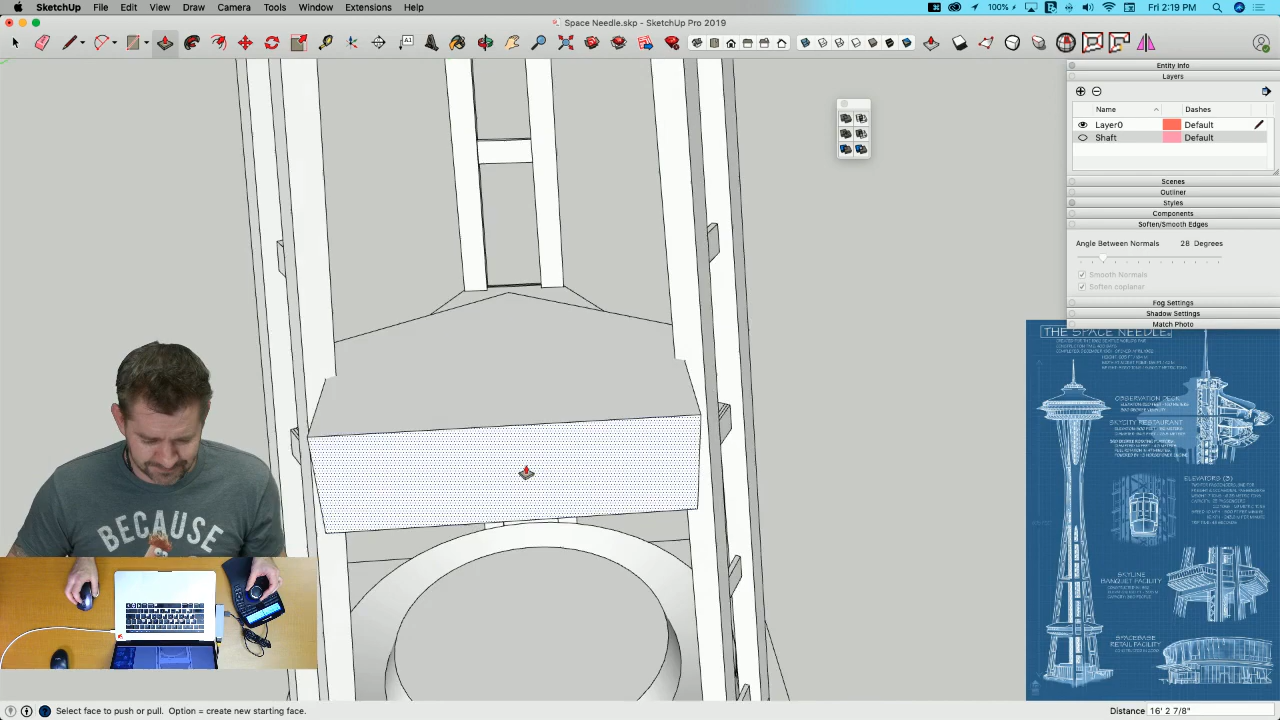 SketchUp File Edit View Draw Camera Tools Window Extensions Help
100% Fri 2:19 PM
Space Needle.skp - SketchUp Pro 2019
A1
Entity Info
Layers
Name Dashes
Layer0 Default
Shaft Default
Scenes
Outliner
Styles
Components
Soften/Smooth Edges
Angle Between Normals 28 Degrees
Smooth Normals
Soften coplanar
Fog Settings
Shadow Settings
Match Photo
THE SPACE NEEDLE
OBSERVATION DECK
SKYCITY RESTAURANT
ELEVATORS (3)
SKYLINE
BANQUET FACILITY
SPACEBASE
RETAIL FACILITY
BECAUSE
Select face to push or pull. Option = create new starting face.
Distance 16' 2 7/8"